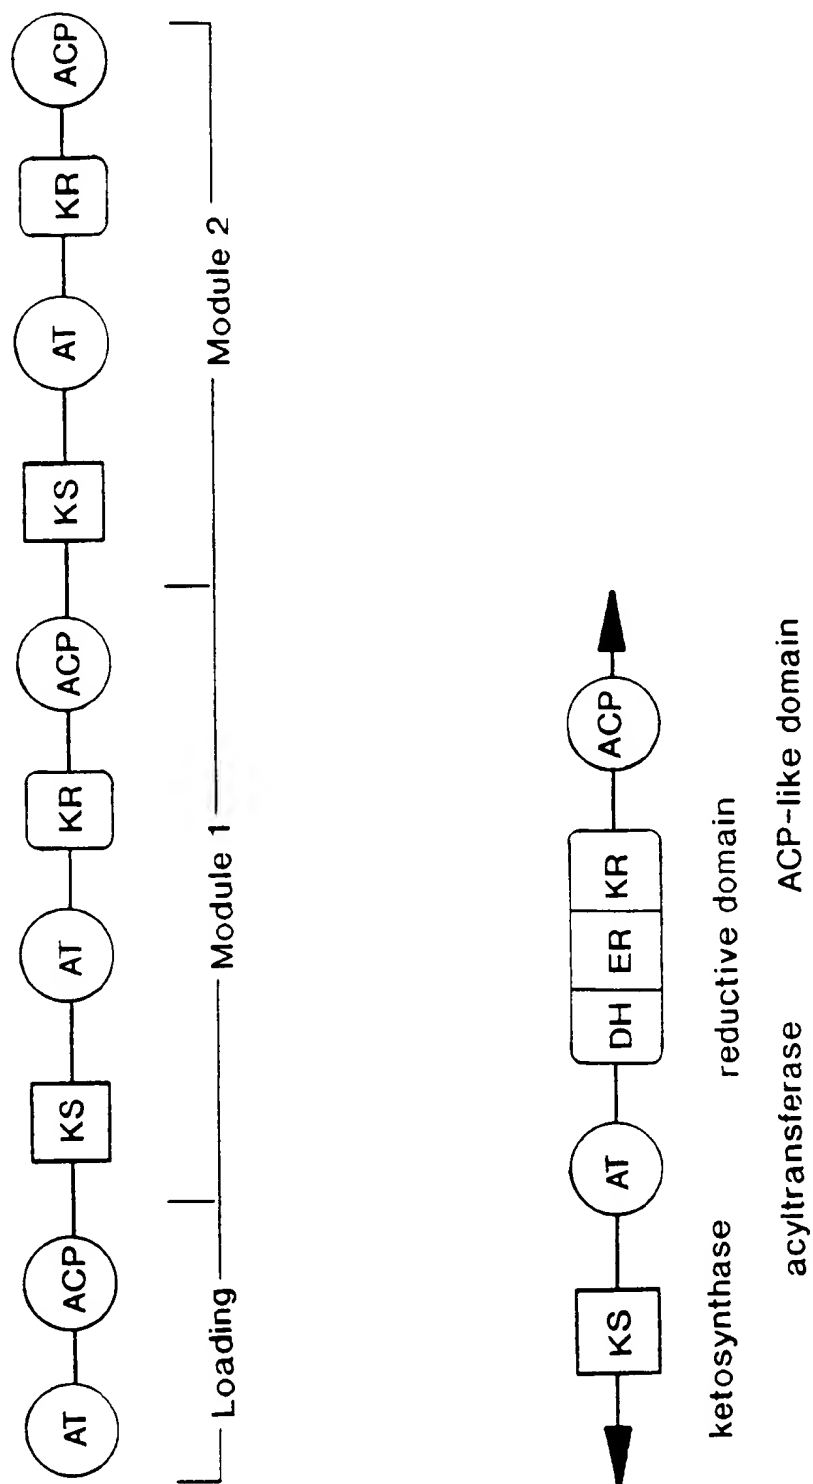 AT ACP KS AT KR ACP KS AT KR ACP
Loading Module 1 Module 2
KS AT DH ER KR ACP
ketosynthase reductive domain
acyltransferase ACP-like domain